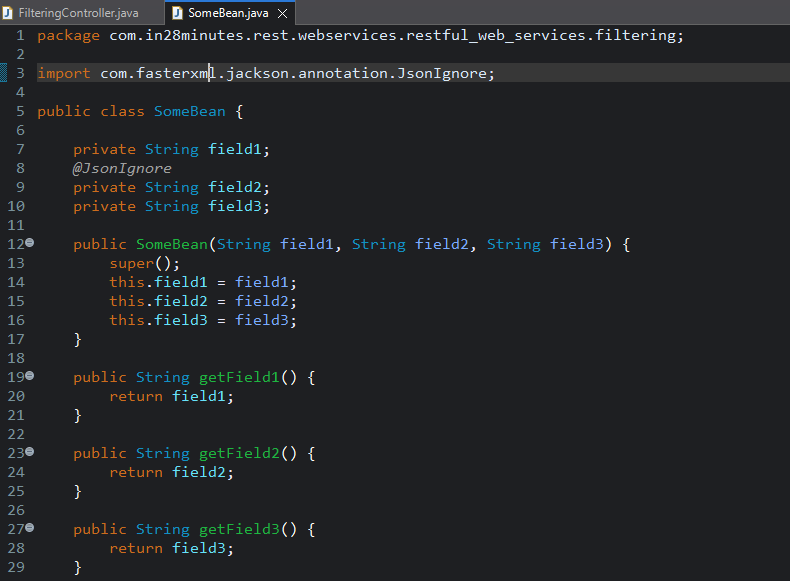 FilteringController.java SomeBean.java
1 package com.in28minutes.rest.webservices.restful_web_services.filtering;
2
3 import com.fasterxml.jackson.annotation.JsonIgnore;
4
5 public class SomeBean {
6
7     private String field1;
8     @JsonIgnore
9     private String field2;
10     private String field3;
11
12     public SomeBean(String field1, String field2, String field3) {
13         super();
14         this.field1 = field1;
15         this.field2 = field2;
16         this.field3 = field3;
17     }
18
19     public String getField1() {
20         return field1;
21     }
22
23     public String getField2() {
24         return field2;
25     }
26
27     public String getField3() {
28         return field3;
29     }